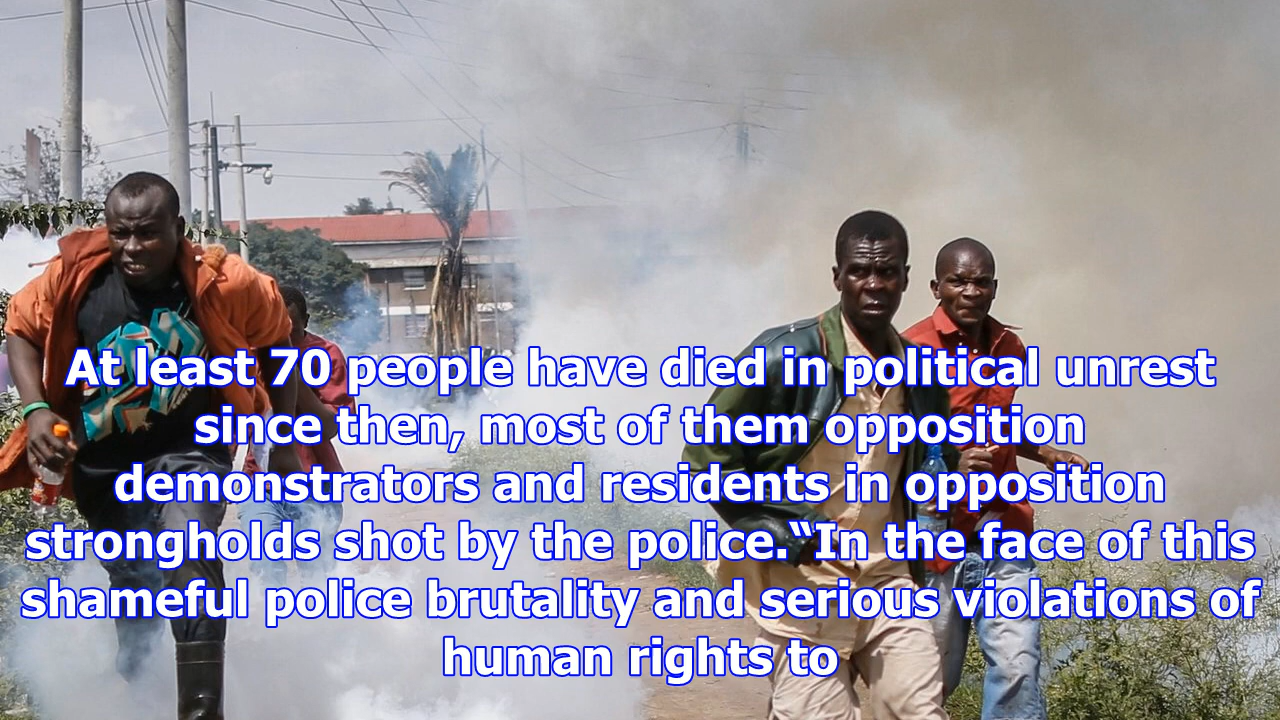 At least 70 people have died in political unrest
since then, most of them opposition
demonstrators and residents in opposition
strongholds shot by the police.“In the face of this
shameful police brutality and serious violations of
human rights to